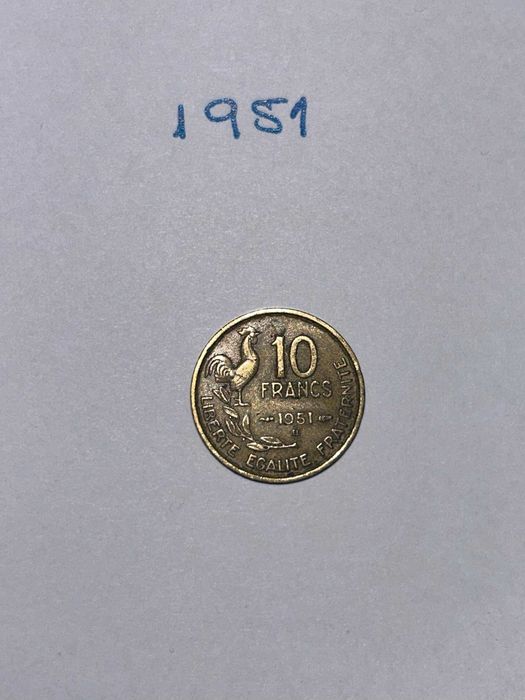 1951
10
FRANCS
1951
B
LIBERTE EGALITE FRATERNITE